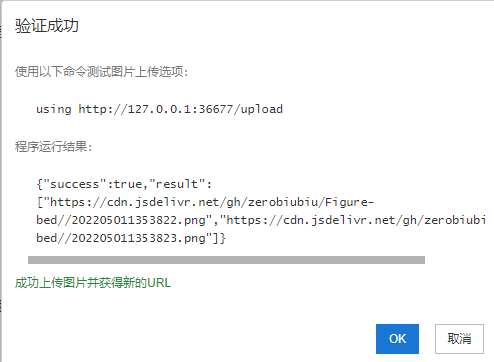 验证成功
使用以下命令测试图片上传选项:
using http://127.0.0.1:36677/upload
程序运行结果:
{"success":true,"result":
["https://cdn.jsdelivr.net/gh/zerobiubiu/Figure-
bed//202205011353822.png","https://cdn.jsdelivr.net/gh/zerobiubi
bed//202205011353823.png"]}
成功上传图片并获得新的URL
OK 取消